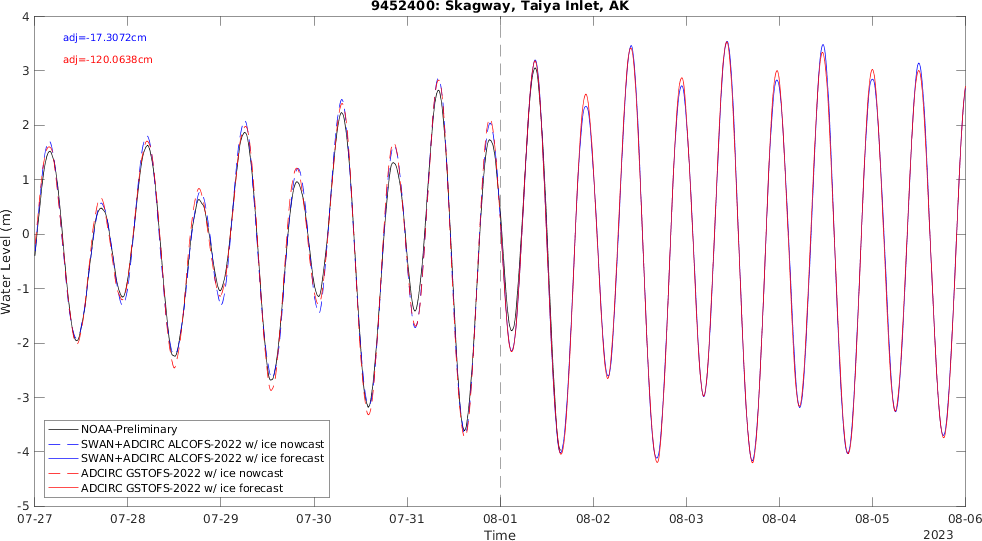 9452400: Skagway, Taiya Inlet, AK
adj=-17.3072cm
adj=-120.0638cm
4
3
2
1
0
-1
-2
-3
-4
-5
Water Level (m)
NOAA-Preliminary
SWAN+ADCIRC ALCOFS-2022 w/ ice nowcast
SWAN+ADCIRC ALCOFS-2022 w/ ice forecast
ADCIRC GSTOFS-2022 w/ ice nowcast
ADCIRC GSTOFS-2022 w/ ice forecast
07-27 07-28 07-29 07-30 07-31 08-01 08-02 08-03 08-04 08-05 08-06
Time
2023